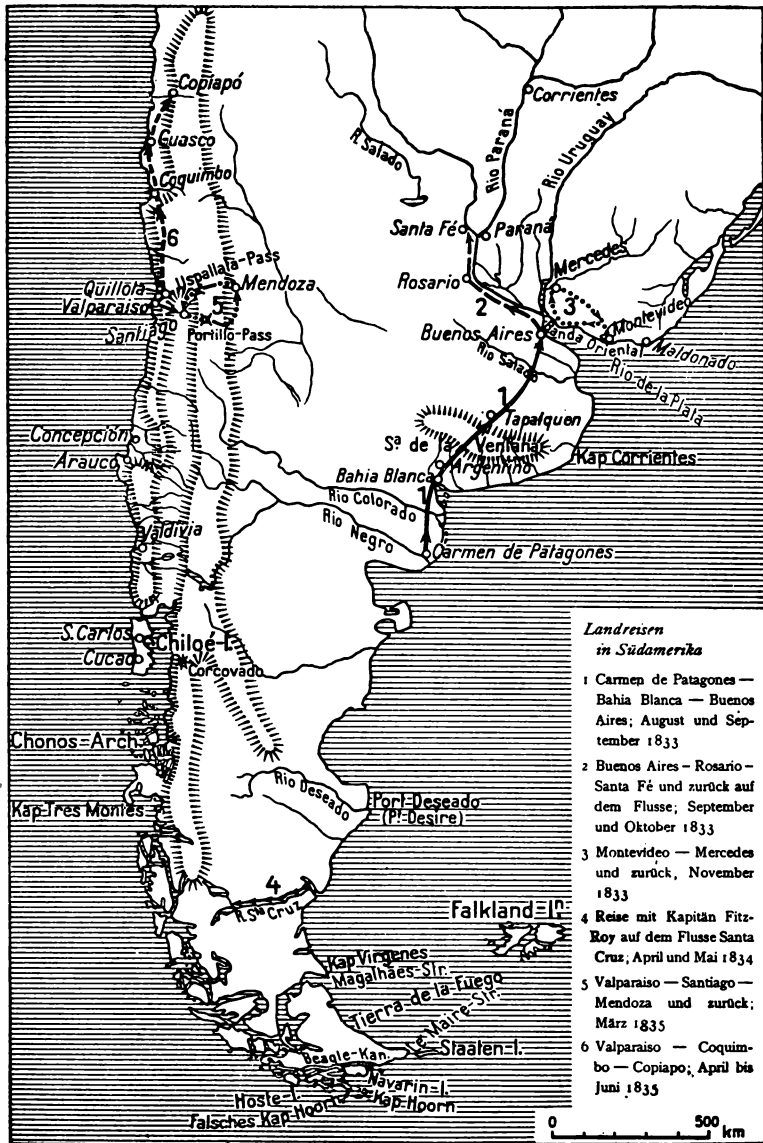 Copiapó
Corrientes
Guasco
Rio Paraná
Rio Uruguay
R. Salado
Coquimbo
Santa Fé
Paraná
6
Uspallata-Pass
Mercedes
Quillota
Mendoza
Rosario
Valparaiso
5
2
3
Montevideo
Santiago
Portillo-Pass
Buenos Aires
Banda Oriental
Maldonado
Rio Salado
Rio de la Plata
1
Tapalquen
Concepción
Sª. de la Ventana
Arauco
Argentino
Kap Corrientes
Bahia Blanca
1
Rio Colorado
Valdivia
Rio Negro
Carmen de Patagones
S. Carlos
Chiloé-I.
Cucao
Corcovado
Chonos-Arch.
Rio Deseado
Kap Tres Montes
Port Deseado
(Pt. Desire)
4
R. Sta Cruz
Falkland-In.
Kap Virgenes
Magalhães-Str.
Tierra de la Fuego
Le Maire-Str.
Beagle-Kan.
Staaten-I.
Navarin-I.
Hoste-I.
Kap-Hoorn
Falsches Kap-Hoorn
Landreisen
in Südamerika
1 Carmen de Patagones —
Bahia Blanca — Buenos
Aires; August und Sep-
tember 1833
2 Buenos Aires – Rosario –
Santa Fé und zurück auf
dem Flusse; September
und Oktober 1833
3 Montevideo — Mercedes
und zurück, November
1833
4 Reise mit Kapitän Fitz-
Roy auf dem Flusse Santa
Cruz; April und Mai 1834
5 Valparaiso — Santiago —
Mendoza und zurück;
März 1835
6 Valparaiso — Coquim-
bo — Copiapo; April bis
Juni 1835
0 500 km